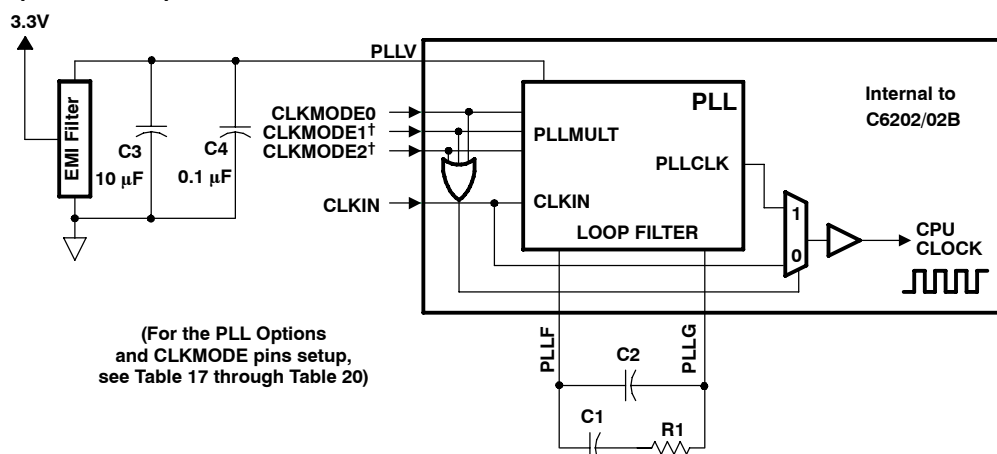 3.3V
PLLV
EMI Filter
C3
10 μF
C4
0.1 μF
CLKMODE0
CLKMODE1†
CLKMODE2†
CLKIN
PLL
PLLMULT
PLLCLK
CLKIN
LOOP FILTER
Internal to
C6202/02B
1
0
CPU
CLOCK
(For the PLL Options
and CLKMODE pins setup,
see Table 17 through Table 20)
PLLF
PLLG
C2
C1
R1